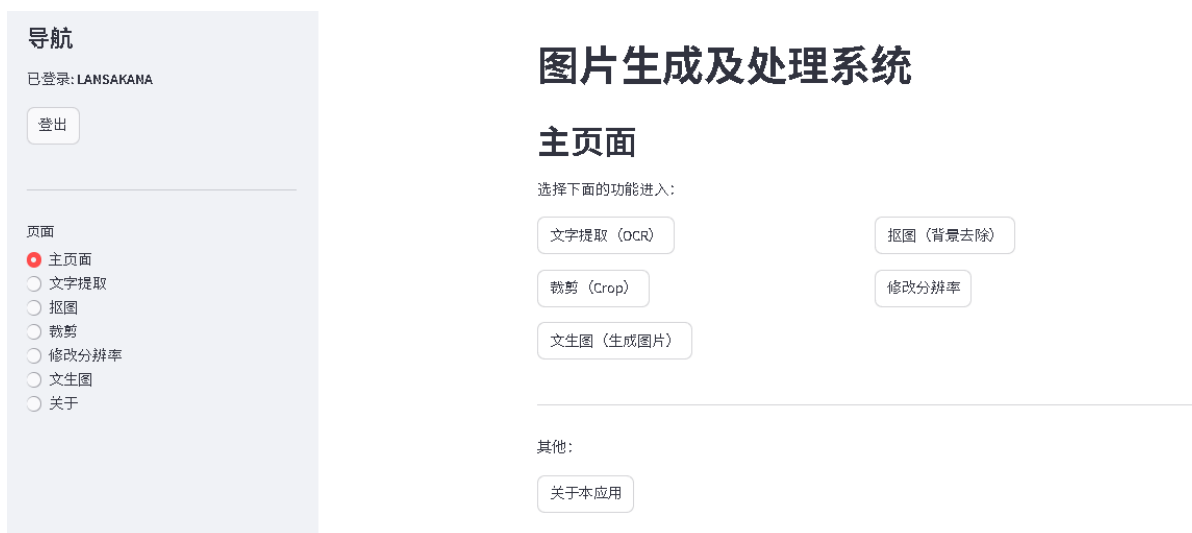 导航
已登录: LANSAKANA
登出
页面
主页面
文字提取
抠图
裁剪
修改分辨率
文生图
关于
图片生成及处理系统
主页面
选择下面的功能进入：
文字提取（OCR）
抠图（背景去除）
裁剪（Crop）
修改分辨率
文生图（生成图片）
其他：
关于本应用